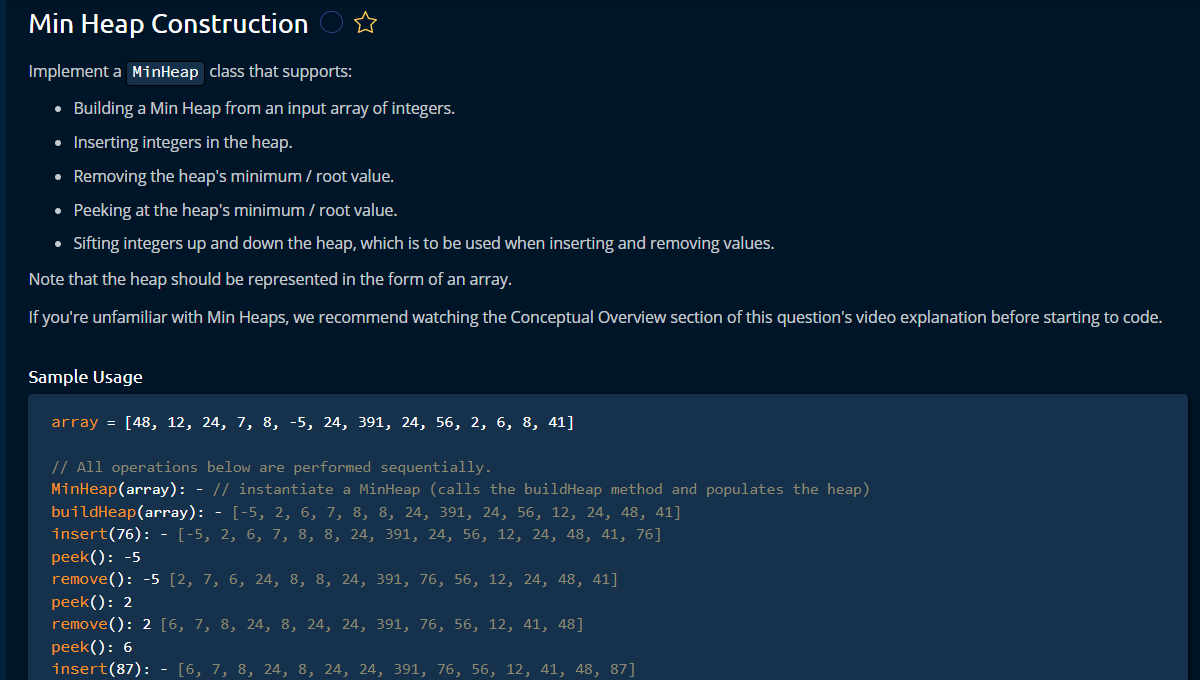 Min Heap Construction
Implement a MinHeap class that supports:
• Building a Min Heap from an input array of integers.
• Inserting integers in the heap.
• Removing the heap's minimum / root value.
• Peeking at the heap's minimum / root value.
• Sifting integers up and down the heap, which is to be used when inserting and removing values.
Note that the heap should be represented in the form of an array.
If you're unfamiliar with Min Heaps, we recommend watching the Conceptual Overview section of this question's video explanation before starting to code.
Sample Usage
array = [48, 12, 24, 7, 8, -5, 24, 391, 24, 56, 2, 6, 8, 41]
// All operations below are performed sequentially.
MinHeap(array): - // instantiate a MinHeap (calls the buildHeap method and populates the heap)
buildHeap(array): - [-5, 2, 6, 7, 8, 8, 24, 391, 24, 56, 12, 24, 48, 41]
insert(76): - [-5, 2, 6, 7, 8, 8, 24, 391, 24, 56, 12, 24, 48, 41, 76]
peek(): -5
remove(): -5 [2, 7, 6, 24, 8, 8, 24, 391, 76, 56, 12, 24, 48, 41]
peek(): 2
remove(): 2 [6, 7, 8, 24, 8, 24, 24, 391, 76, 56, 12, 41, 48]
peek(): 6
insert(87): - [6, 7, 8, 24, 8, 24, 24, 391, 76, 56, 12, 41, 48, 87]